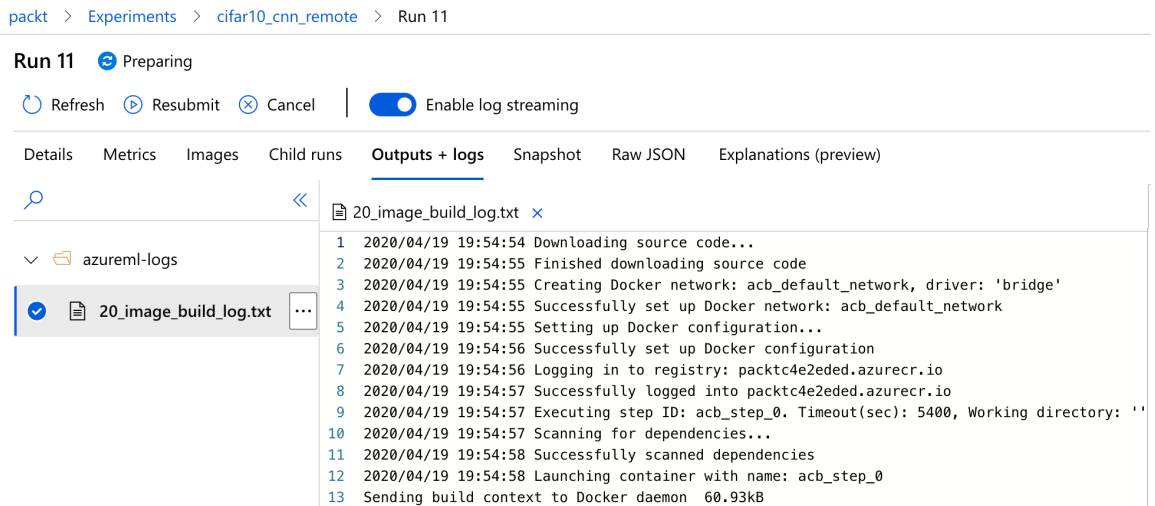 packt > Experiments > cifar10_cnn_remote > Run 11
Run 11 Preparing
Refresh Resubmit Cancel Enable log streaming
Details Metrics Images Child runs Outputs + logs Snapshot Raw JSON Explanations (preview)
azureml-logs
20_image_build_log.txt ...
20_image_build_log.txt ×
1 2020/04/19 19:54:54 Downloading source code...
2 2020/04/19 19:54:55 Finished downloading source code
3 2020/04/19 19:54:55 Creating Docker network: acb_default_network, driver: 'bridge'
4 2020/04/19 19:54:55 Successfully set up Docker network: acb_default_network
5 2020/04/19 19:54:55 Setting up Docker configuration...
6 2020/04/19 19:54:56 Successfully set up Docker configuration
7 2020/04/19 19:54:56 Logging in to registry: packtc4e2eded.azurecr.io
8 2020/04/19 19:54:57 Successfully logged into packtc4e2eded.azurecr.io
9 2020/04/19 19:54:57 Executing step ID: acb_step_0. Timeout(sec): 5400, Working directory: ''
10 2020/04/19 19:54:57 Scanning for dependencies...
11 2020/04/19 19:54:58 Successfully scanned dependencies
12 2020/04/19 19:54:58 Launching container with name: acb_step_0
13 Sending build context to Docker daemon 60.93kB